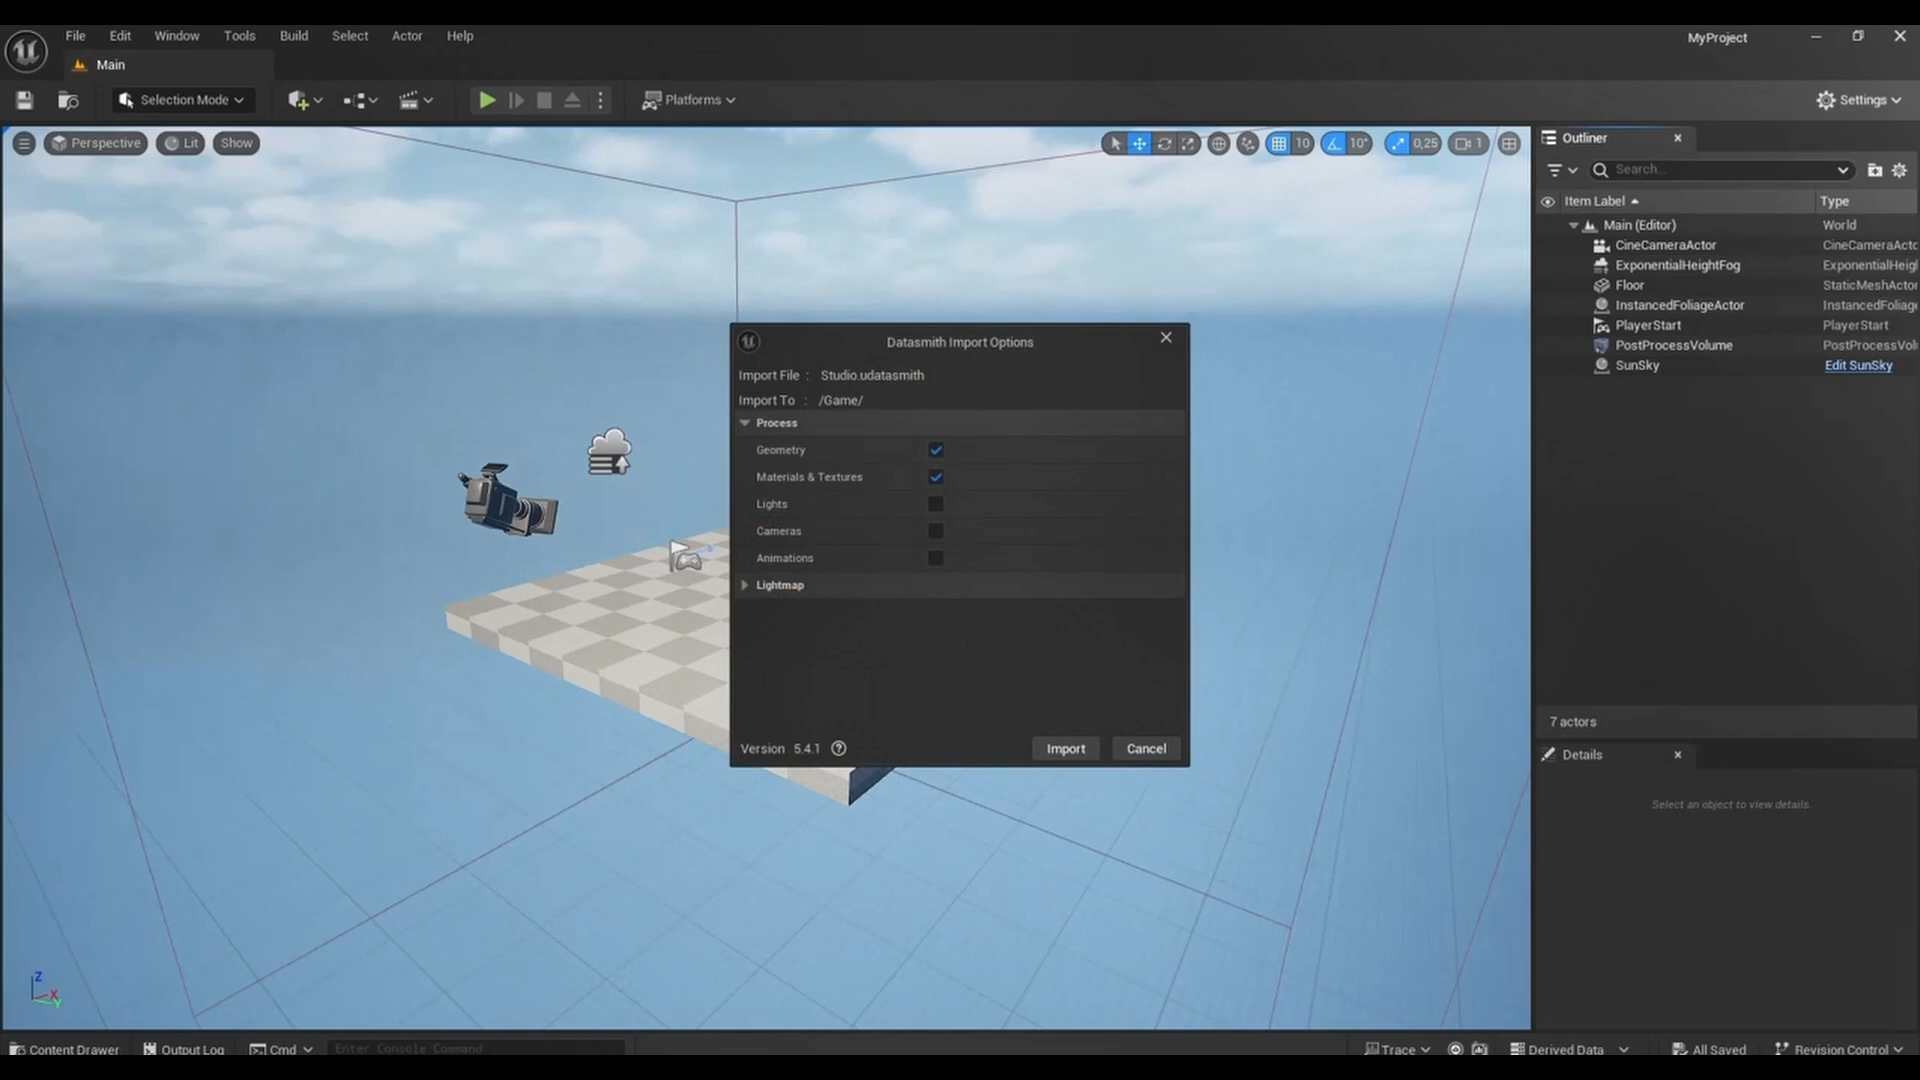 File Edit Window Tools Build Select Actor Help
MyProject
Main
Selection Mode
Platforms
Settings
Perspective Lit Show
10 10° 0,25 1
Outliner
Search...
Item Label Type
Main (Editor) World
CineCameraActor CineCameraActo
ExponentialHeightFog ExponentialHeigl
Floor StaticMeshActor
InstancedFoliageActor InstancedFoliage
PlayerStart PlayerStart
PostProcessVolume PostProcessVolu
SunSky Edit SunSky
7 actors
Details
Select an object to view details.
Datasmith Import Options
Import File : Studio.udatasmith
Import To : /Game/
Process
Geometry
Materials & Textures
Lights
Cameras
Animations
Lightmap
Version 5.4.1
Import Cancel
Z
X
Y
Content Drawer Output Log Cmd Enter Console Command Trace Derived Data All Saved Revision Control